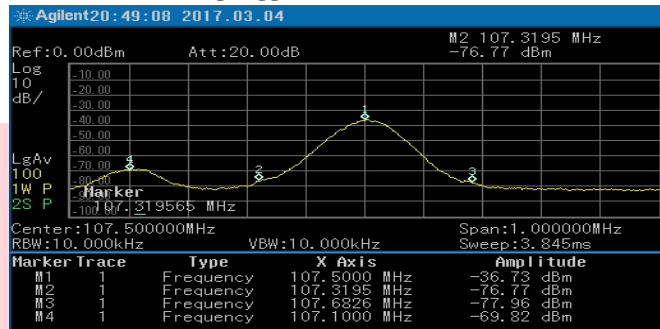 Agilent 20:49:08 2017.03.04
M2 107.3195 MHz
Ref:0.00dBm Att:20.00dB -76.77 dBm
Log
10
dB/
-10.00
-20.00
-30.00
-40.00
-50.00
-60.00
-70.00
-80.00
-100.00
1
2
3
4
LgAv
100
1W P
2S P
Marker
107.319565 MHz
Center:107.500000MHz Span:1.000000MHz
RBW:10.000kHz VBW:10.000kHz Sweep:3.845ms
Marker Trace Type X Axis Amplitude
M1 1 Frequency 107.5000 MHz -36.73 dBm
M2 1 Frequency 107.3195 MHz -76.77 dBm
M3 1 Frequency 107.6826 MHz -77.96 dBm
M4 1 Frequency 107.1000 MHz -69.82 dBm